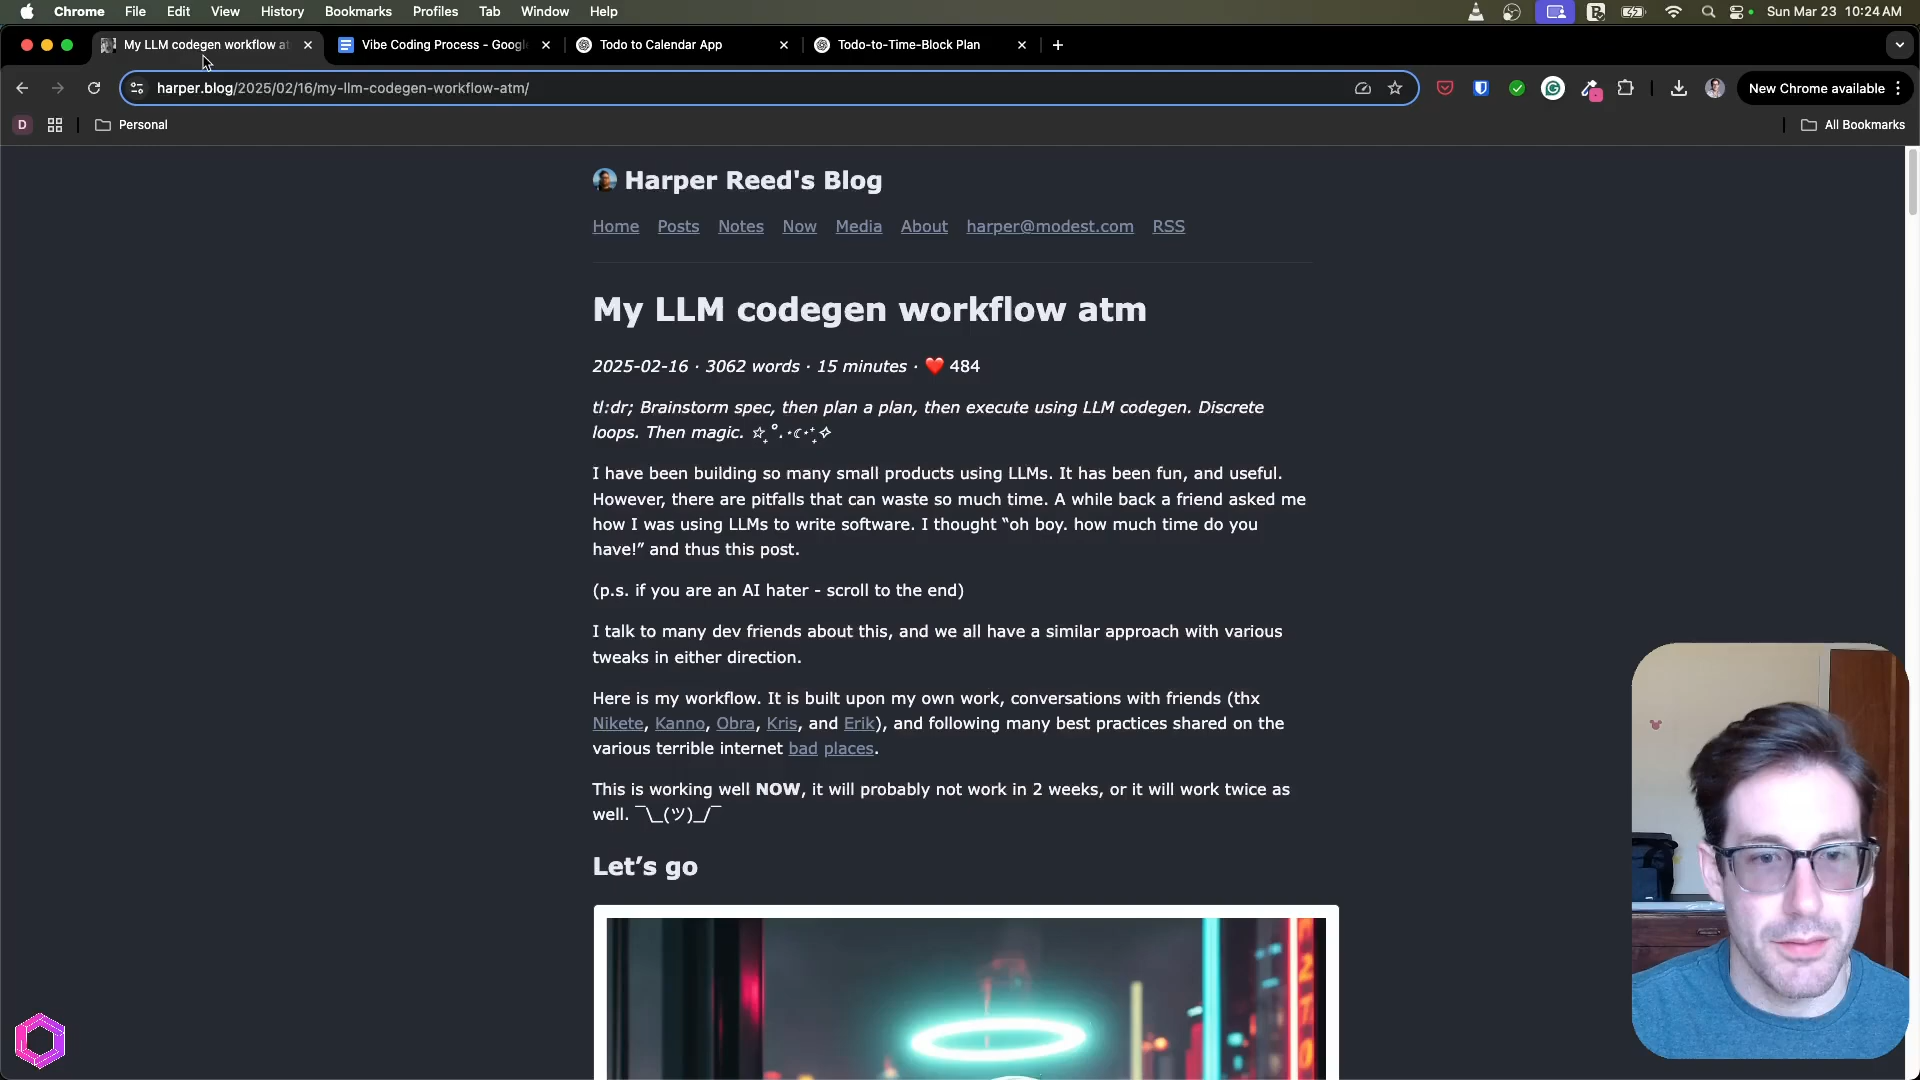 Chrome File Edit View History Bookmarks Profiles Tab Window Help Sun Mar 23 10:24 AM
My LLM codegen workflow a
Vibe Coding Process - Google
Todo to Calendar App
Todo-to-Time-Block Plan
harper.blog/2025/02/16/my-llm-codegen-workflow-atm/
New Chrome available
D Personal
All Bookmarks
Harper Reed's Blog
Home Posts Notes Now Media About harper@modest.com RSS
My LLM codegen workflow atm
2025-02-16 · 3062 words · 15 minutes · ❤️ 484
tl:dr; Brainstorm spec, then plan a plan, then execute using LLM codegen. Discrete
loops. Then magic. ✩₊˚.⋆☾⋆⁺₊✧
I have been building so many small products using LLMs. It has been fun, and useful.
However, there are pitfalls that can waste so much time. A while back a friend asked me
how I was using LLMs to write software. I thought “oh boy. how much time do you
have!” and thus this post.
(p.s. if you are an AI hater - scroll to the end)
I talk to many dev friends about this, and we all have a similar approach with various
tweaks in either direction.
Here is my workflow. It is built upon my own work, conversations with friends (thx
Nikete, Kanno, Obra, Kris, and Erik), and following many best practices shared on the
various terrible internet bad places.
This is working well NOW, it will probably not work in 2 weeks, or it will work twice as
well. ¯\_(ツ)_/¯
Let’s go